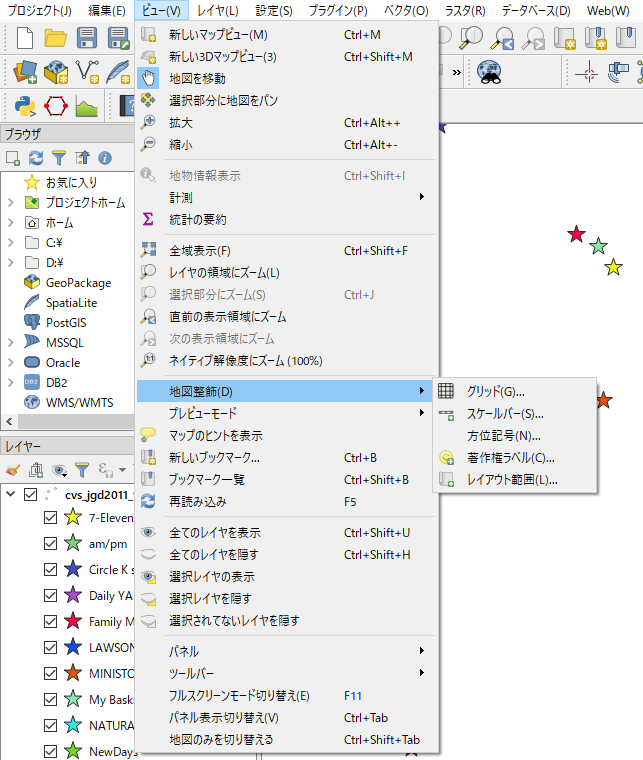 プロジェクト(J) 編集(E) ビュー(V) レイヤ(L) 設定(S) プラグイン(P) ベクタ(O) ラスタ(R) データベース(D) Web(W)
新しいマップビュー(M) Ctrl+M
新しい3Dマップビュー(3) Ctrl+Shift+M
地図を移動
選択部分に地図をパン
拡大 Ctrl+Alt++
縮小 Ctrl+Alt+-
地物情報表示 Ctrl+Shift+I
計測
統計の要約
全域表示(F) Ctrl+Shift+F
レイヤの領域にズーム(L)
選択部分にズーム(S) Ctrl+J
直前の表示領域にズーム
次の表示領域にズーム
ネイティブ解像度にズーム (100%)
地図整飾(D)
プレビューモード
マップのヒントを表示
新しいブックマーク... Ctrl+B
ブックマーク一覧 Ctrl+Shift+B
再読み込み F5
全てのレイヤを表示 Ctrl+Shift+U
全てのレイヤを隠す Ctrl+Shift+H
選択レイヤの表示
選択レイヤを隠す
選択されてないレイヤを隠す
パネル
ツールバー
フルスクリーンモード切り替え(E) F11
パネル表示切り替え(V) Ctrl+Tab
地図のみを切り替える Ctrl+Shift+Tab
グリッド(G)...
スケールバー(S)...
方位記号(N)...
著作権ラベル(C)...
レイアウト範囲(L)...
ブラウザ
お気に入り
プロジェクトホーム
ホーム
C:¥
D:¥
GeoPackage
SpatiaLite
PostGIS
MSSQL
Oracle
DB2 DB2
WMS/WMTS
レイヤー
cvs_jgd2011_
7-Eleven
am/pm
Circle K s
Daily YA
Family M
LAWSON
MINISTO
My Bask
NATURA
NewDays